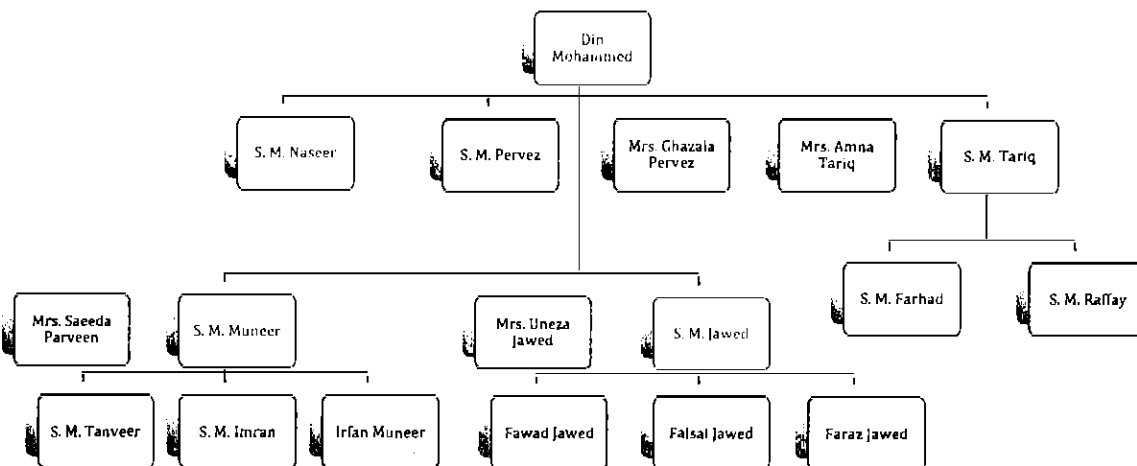 Din
Mohammed
S. M. Naseer
S. M. Pervez
Mrs. Ghazala
Pervez
Mrs. Amna
Tariq
S. M. Tariq
S. M. Farhad
S. M. Raffay
Mrs. Saeeda
Parveen
S. M. Muneer
Mrs. Uneza
Jawed
S. M. Jawed
S. M. Tanveer
S. M. Imran
Irfan Muneer
Fawad Jawed
Faisal Jawed
Faraz Jawed